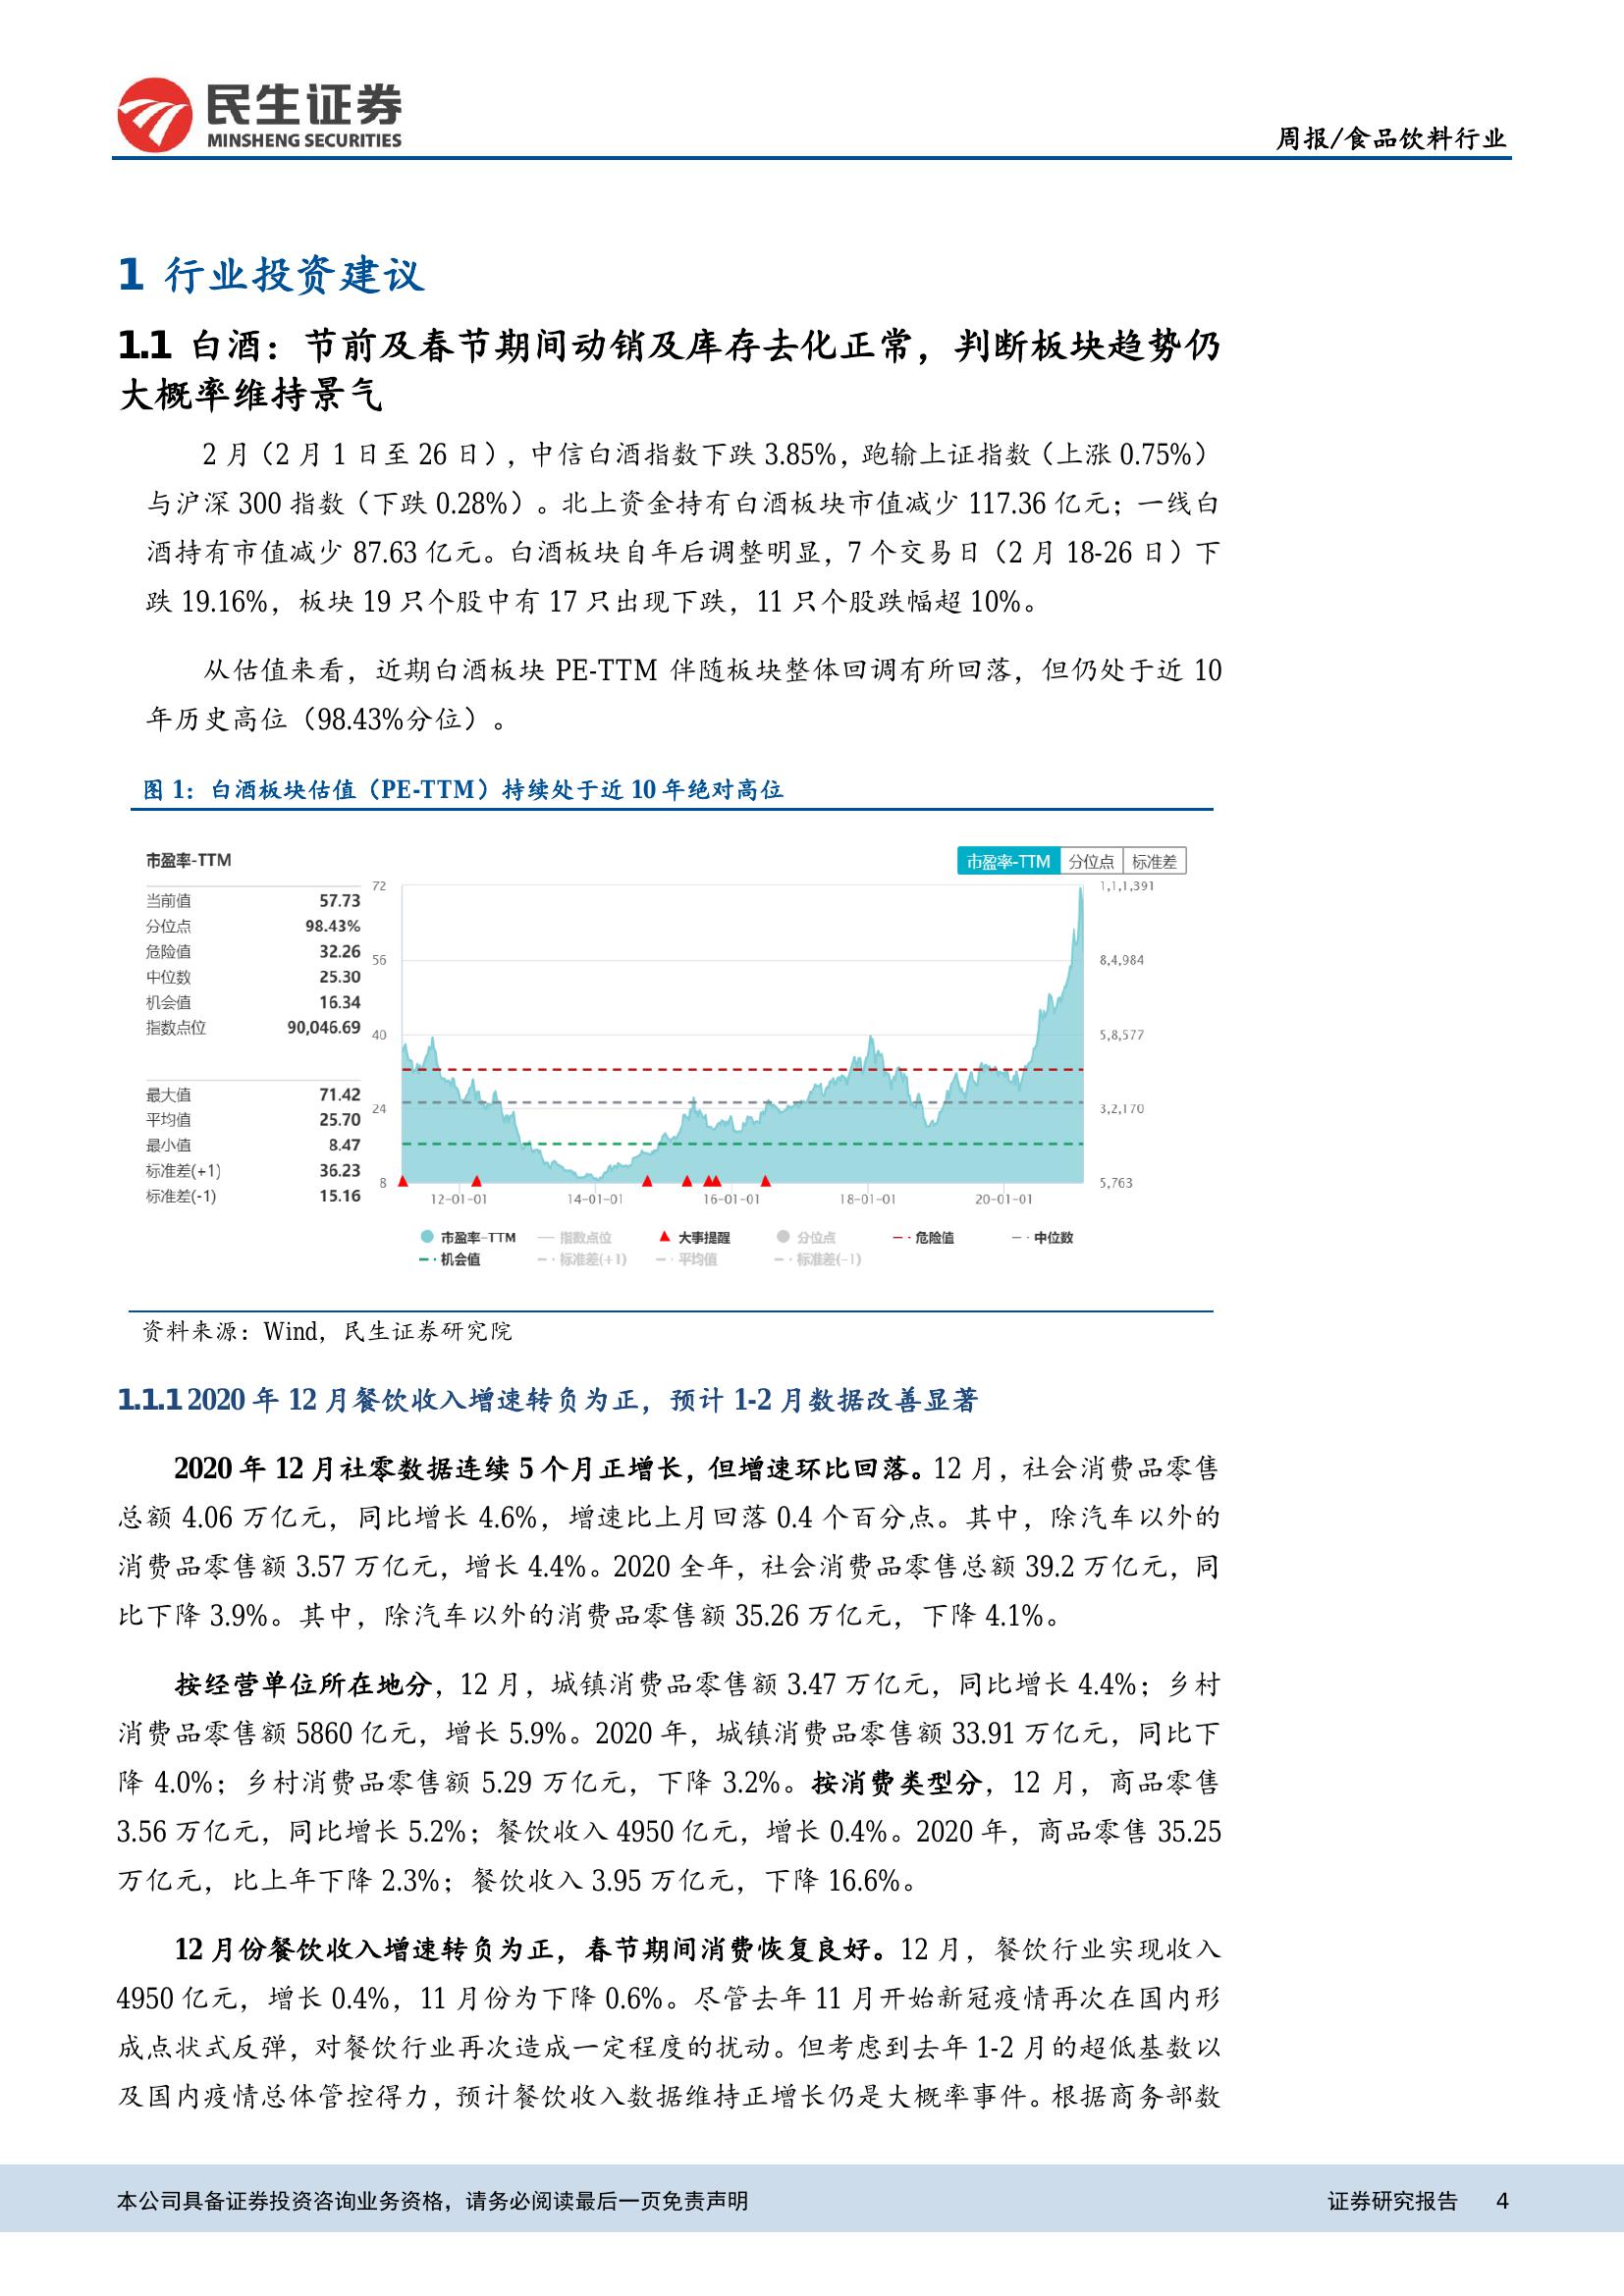 民生证券
MINSHENG SECURITIES
周报/食品饮料行业
1 行业投资建议
1.1 白酒：节前及春节期间动销及库存去化正常，判断板块趋势仍
大概率维持景气
2 月（2 月 1 日至 26 日），中信白酒指数下跌 3.85%，跑输上证指数（上涨 0.75%）
与沪深 300 指数（下跌 0.28%）。北上资金持有白酒板块市值减少 117.36 亿元；一线白
酒持有市值减少 87.63 亿元。白酒板块自年后调整明显，7 个交易日（2 月 18-26 日）下
跌 19.16%，板块 19 只个股中有 17 只出现下跌，11 只个股跌幅超 10%。
从估值来看，近期白酒板块 PE-TTM 伴随板块整体回调有所回落，但仍处于近 10
年历史高位（98.43%分位）。
图 1：白酒板块估值（PE-TTM）持续处于近 10 年绝对高位
市盈率-TTM
市盈率-TTM 分位点 标准差
当前值 57.73
分位点 98.43%
危险值 32.26
中位数 25.30
机会值 16.34
指数点位 90,046.69
最大值 71.42
平均值 25.70
最小值 8.47
标准差(+1) 36.23
标准差(-1) 15.16
72
56
40
24
8
1,1,1,391
8,4,984
5,8,577
3,2,170
5,763
12-01-01 14-01-01 16-01-01 18-01-01 20-01-01
市盈率-TTM 指数点位 大事提醒 分位点 危险值 中位数
机会值 标准差(+1) 平均值 标准差(-1)
资料来源：Wind，民生证券研究院
1.1.1 2020 年 12 月餐饮收入增速转负为正，预计 1-2 月数据改善显著
2020 年 12 月社零数据连续 5 个月正增长，但增速环比回落。12 月，社会消费品零售
总额 4.06 万亿元，同比增长 4.6%，增速比上月回落 0.4 个百分点。其中，除汽车以外的
消费品零售额 3.57 万亿元，增长 4.4%。2020 全年，社会消费品零售总额 39.2 万亿元，同
比下降 3.9%。其中，除汽车以外的消费品零售额 35.26 万亿元，下降 4.1%。
按经营单位所在地分，12 月，城镇消费品零售额 3.47 万亿元，同比增长 4.4%；乡村
消费品零售额 5860 亿元，增长 5.9%。2020 年，城镇消费品零售额 33.91 万亿元，同比下
降 4.0%；乡村消费品零售额 5.29 万亿元，下降 3.2%。按消费类型分，12 月，商品零售
3.56 万亿元，同比增长 5.2%；餐饮收入 4950 亿元，增长 0.4%。2020 年，商品零售 35.25
万亿元，比上年下降 2.3%；餐饮收入 3.95 万亿元，下降 16.6%。
12 月份餐饮收入增速转负为正，春节期间消费恢复良好。12 月，餐饮行业实现收入
4950 亿元，增长 0.4%，11 月份为下降 0.6%。尽管去年 11 月开始新冠疫情再次在国内形
成点状式反弹，对餐饮行业再次造成一定程度的扰动。但考虑到去年 1-2 月的超低基数以
及国内疫情总体管控得力，预计餐饮收入数据维持正增长仍是大概率事件。根据商务部数
本公司具备证券投资咨询业务资格，请务必阅读最后一页免责声明
证券研究报告 4